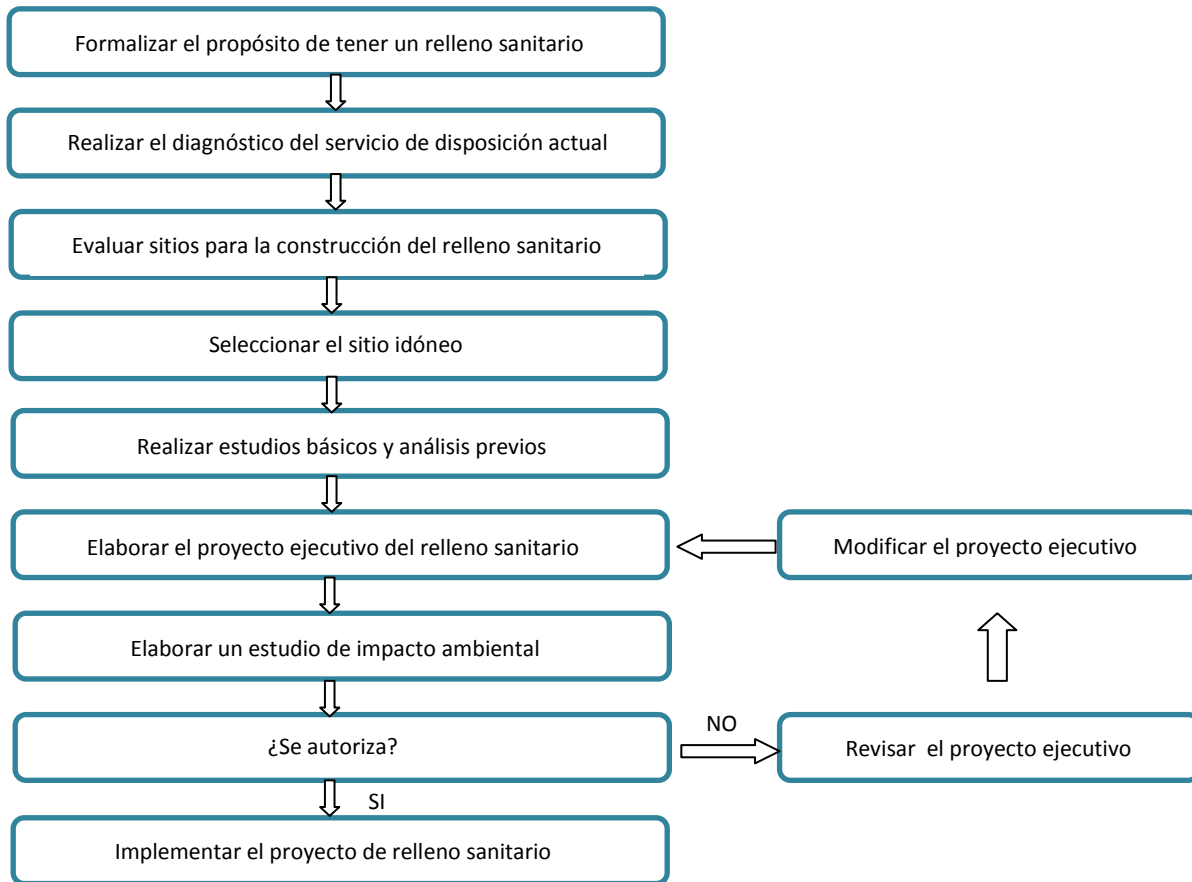 Formalizar el propósito de tener un relleno sanitario
Realizar el diagnóstico del servicio de disposición actual
Evaluar sitios para la construcción del relleno sanitario
Seleccionar el sitio idóneo
Realizar estudios básicos y análisis previos
Elaborar el proyecto ejecutivo del relleno sanitario
Modificar el proyecto ejecutivo
Elaborar un estudio de impacto ambiental
¿Se autoriza?
NO
Revisar el proyecto ejecutivo
SI
Implementar el proyecto de relleno sanitario